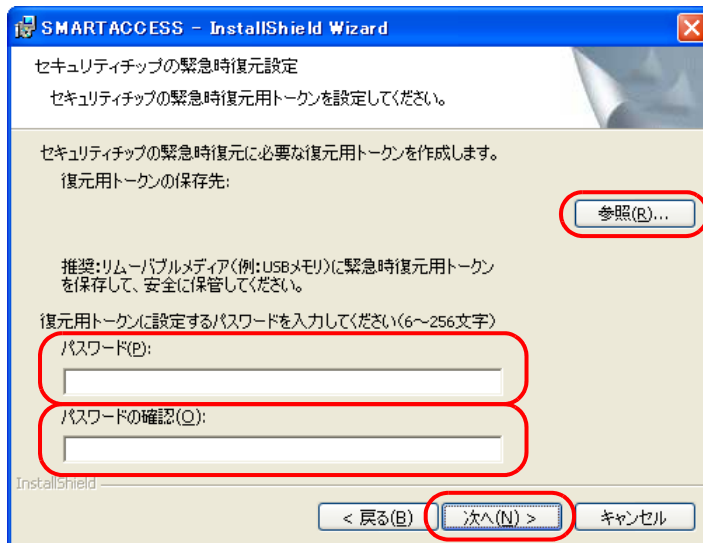 SMARTACCESS - InstallShield Wizard
セキュリティチップの緊急時復元設定
セキュリティチップの緊急時復元用トークンを設定してください。
セキュリティチップの緊急時復元に必要な復元用トークンを作成します。
復元用トークンの保存先:
参照(R)...
推奨:リムーバブルメディア(例:USBメモリ)に緊急時復元用トークン
を保存して、安全に保管してください。
復元用トークンに設定するパスワードを入力してください(6～256文字)
パスワード(P):
パスワードの確認(O):
InstallShield
< 戻る(B)
次へ(N) >
キャンセル